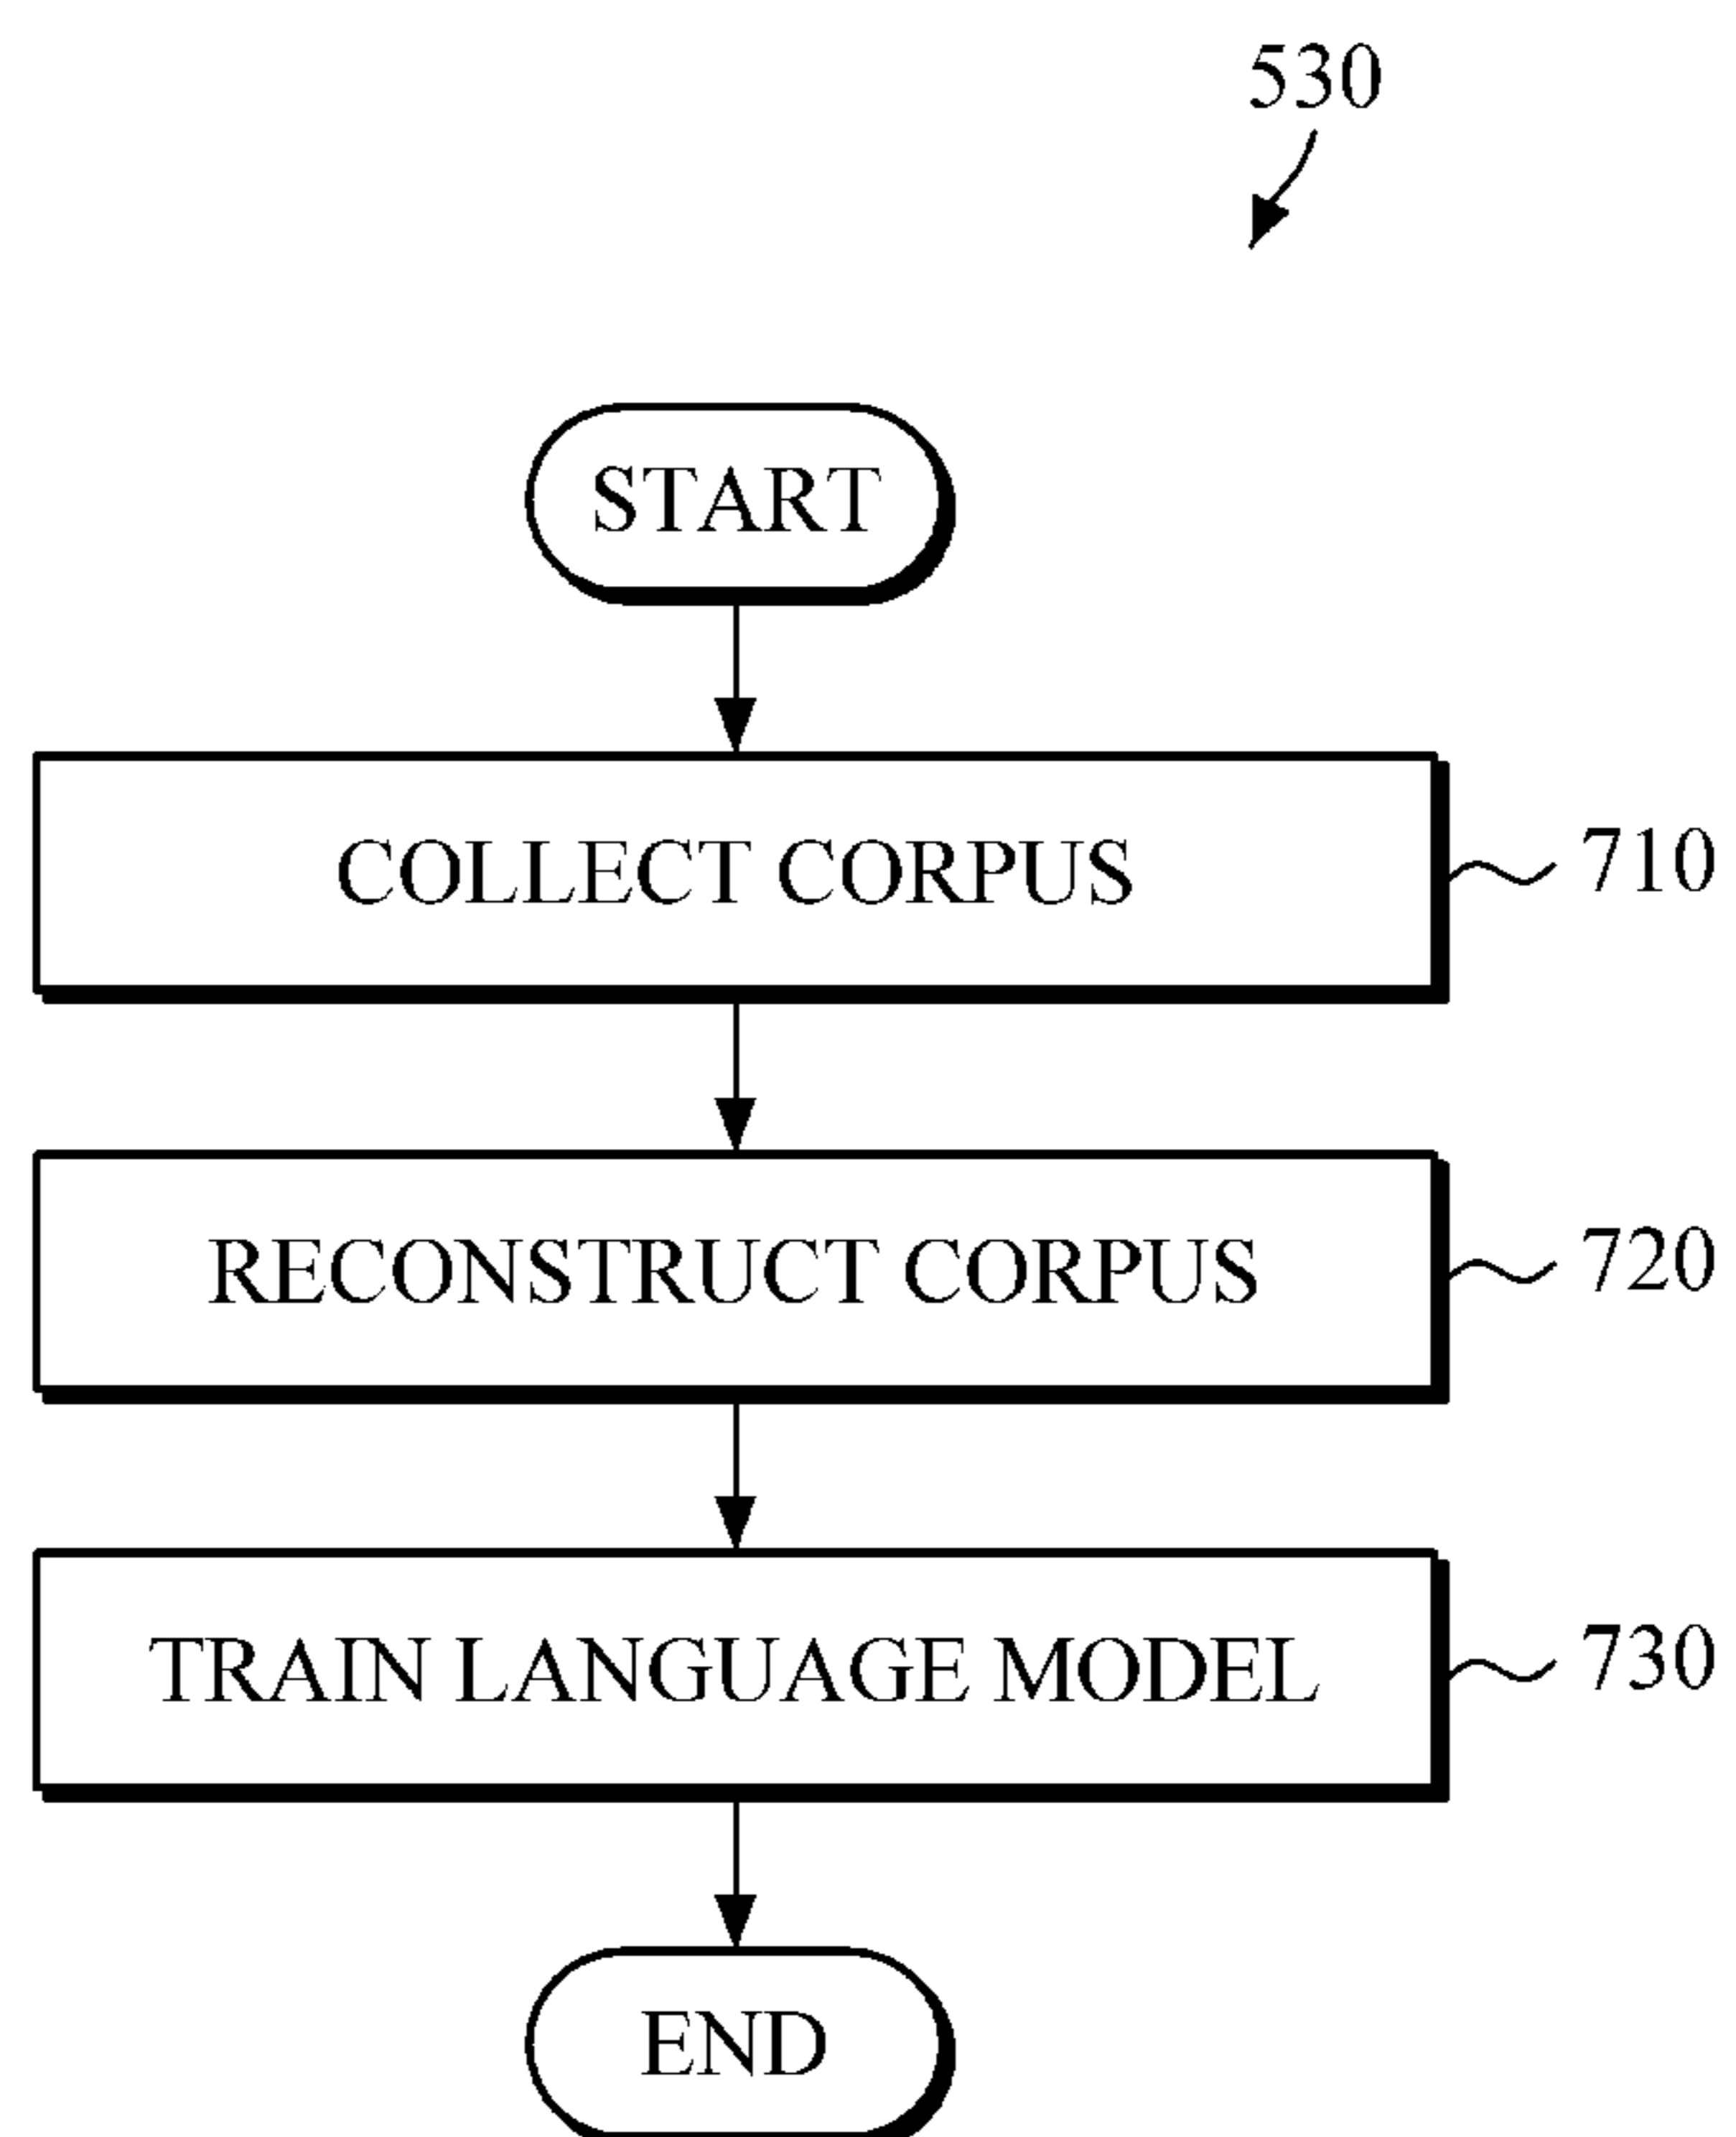 530
START
COLLECT CORPUS 710
RECONSTRUCT CORPUS 720
TRAIN LANGUAGE MODEL 730
END